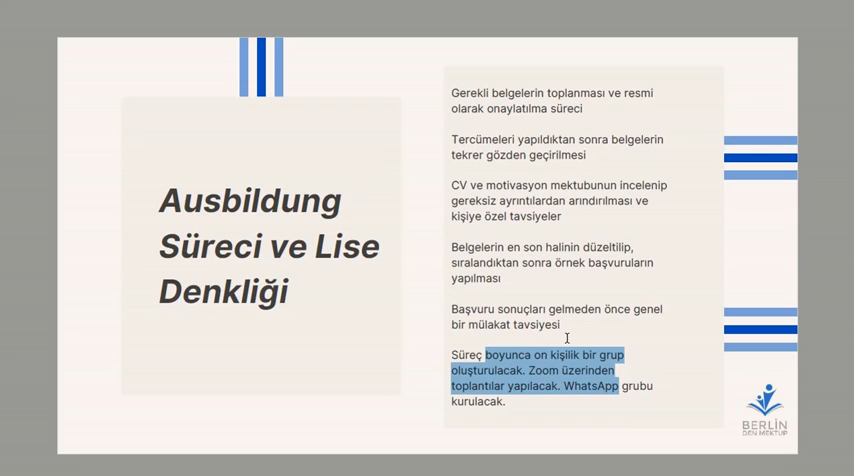 Ausbildung
Süreci ve Lise
Denkliği
Gerekli belgelerin toplanması ve resmi
olarak onaylatılma süreci
Tercümeleri yapıldıktan sonra belgelerin
tekrer gözden geçirilmesi
CV ve motivasyon mektubunun incelenip
gereksiz ayrıntılardan arındırılması ve
kişiye özel tavsiyeler
Belgelerin en son halinin düzeltilip,
sıralandıktan sonra örnek başvuruların
yapılması
Başvuru sonuçları gelmeden önce genel
bir mülakat tavsiyesi
Süreç boyunca on kişilik bir grup
oluşturulacak. Zoom üzerinden
toplantılar yapılacak. WhatsApp grubu
kurulacak.
BERLİN
DEN MEKTUP